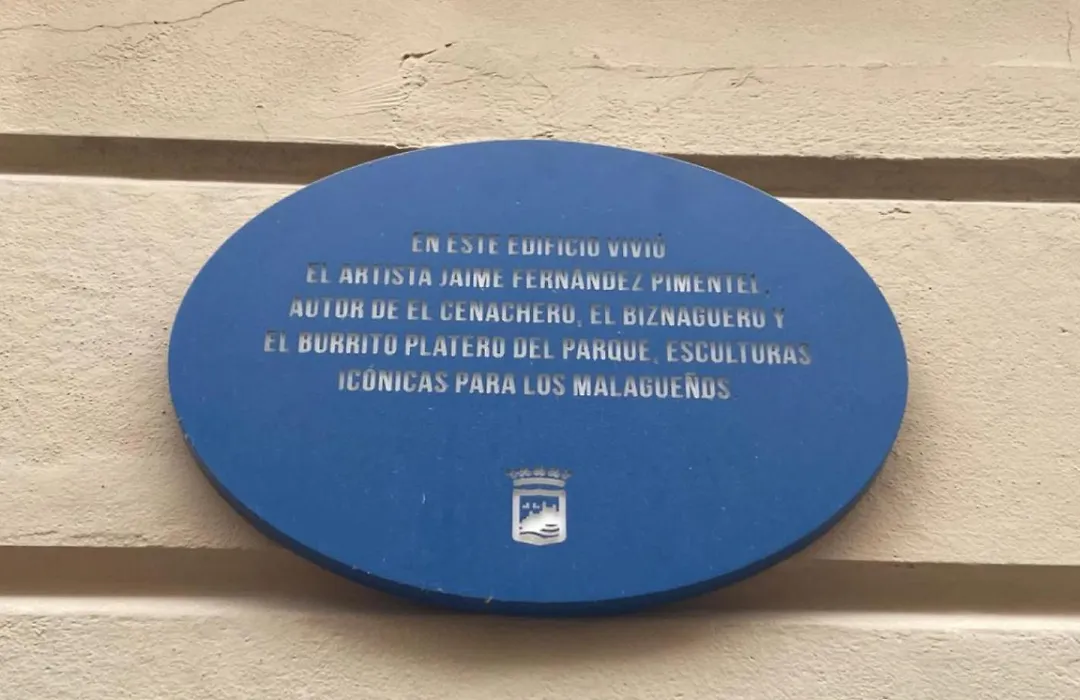 EN ESTE EDIFICIO VIVIÓ
EL ARTISTA JAIME FERNÁNDEZ PIMENTEL,
AUTOR DE EL CENACHERO, EL BIZNAGUERO Y
EL BURRITO PLATERO DEL PARQUE, ESCULTURAS
ICÓNICAS PARA LOS MALAGUEÑOS